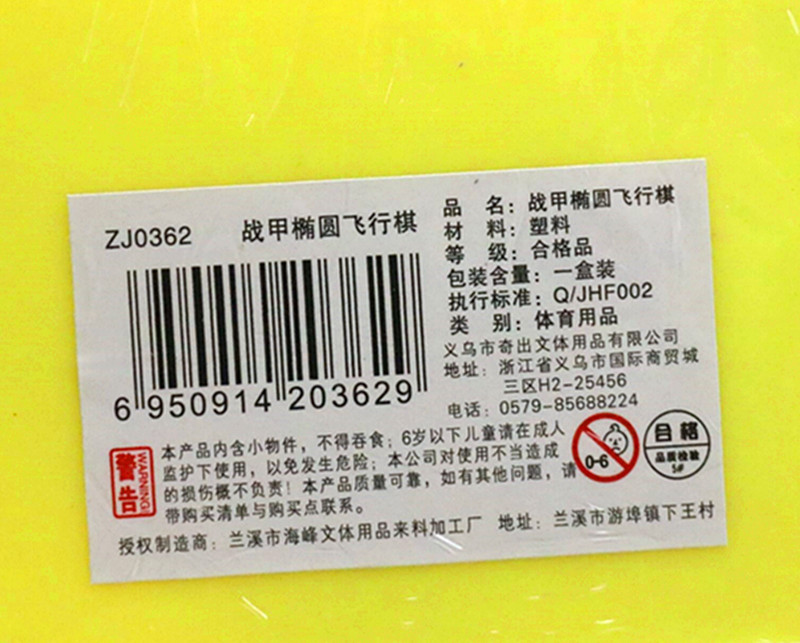 ZJ0362 战甲椭圆飞行棋
6 950914 203629
品 名：战甲椭圆飞行棋
材 料：塑料
等 级：合格品
包装含量：一盒装
执行标准：Q/JHF002
类 别：体育用品
义乌市奇出文体用品有限公司
地址：浙江省义乌市国际商贸城
三区H2-25456
电话：0579-85688224
警告
WARNING
本产品内含小物件，不得吞食；6岁以下儿童请在成人
监护下使用，以免发生危险；本公司对使用不当造成
的损伤概不负责！本产品质量可靠，如有其他问题，请
带购买清单与购买点联系。
0-6
合格
品质检验
5#
授权制造商：兰溪市海峰文体用品来料加工厂 地址：兰溪市游埠镇下王村